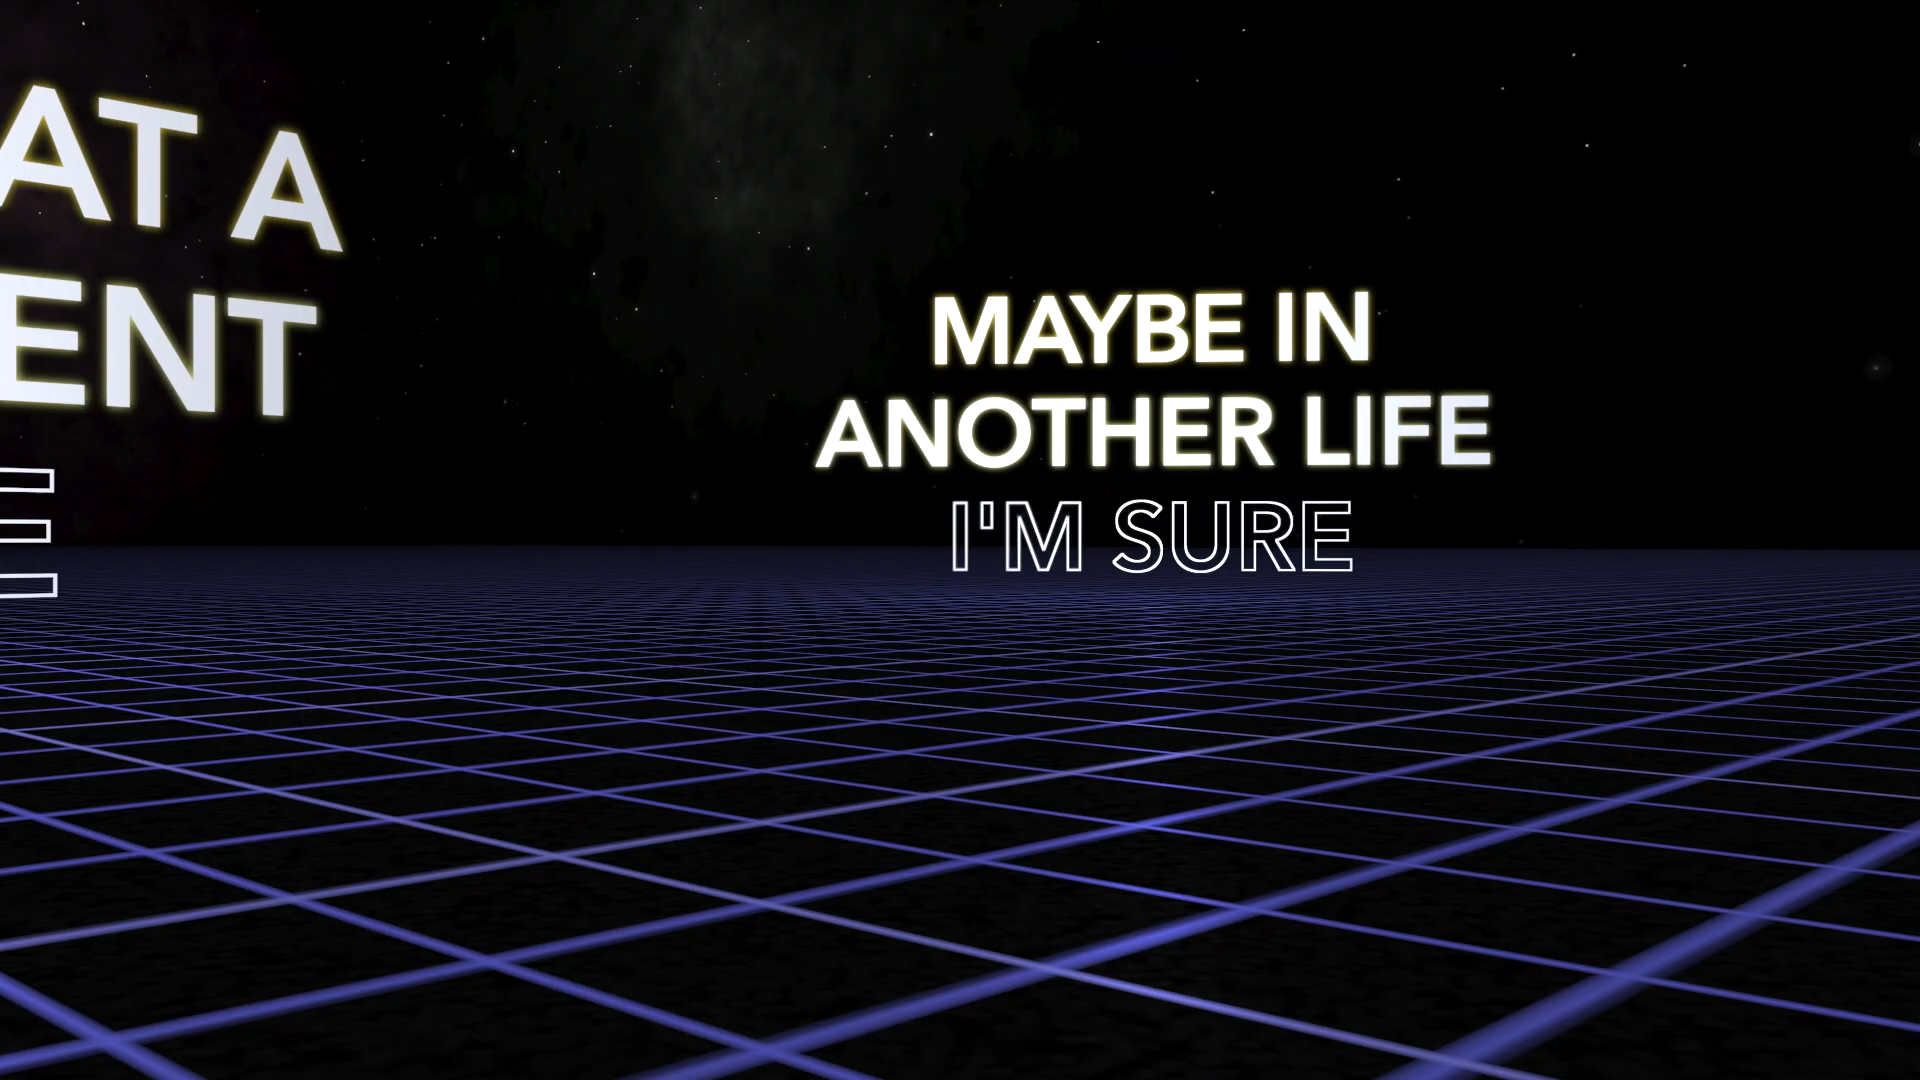 AT A
ENT
E
MAYBE IN
ANOTHER LIFE
I'M SURE